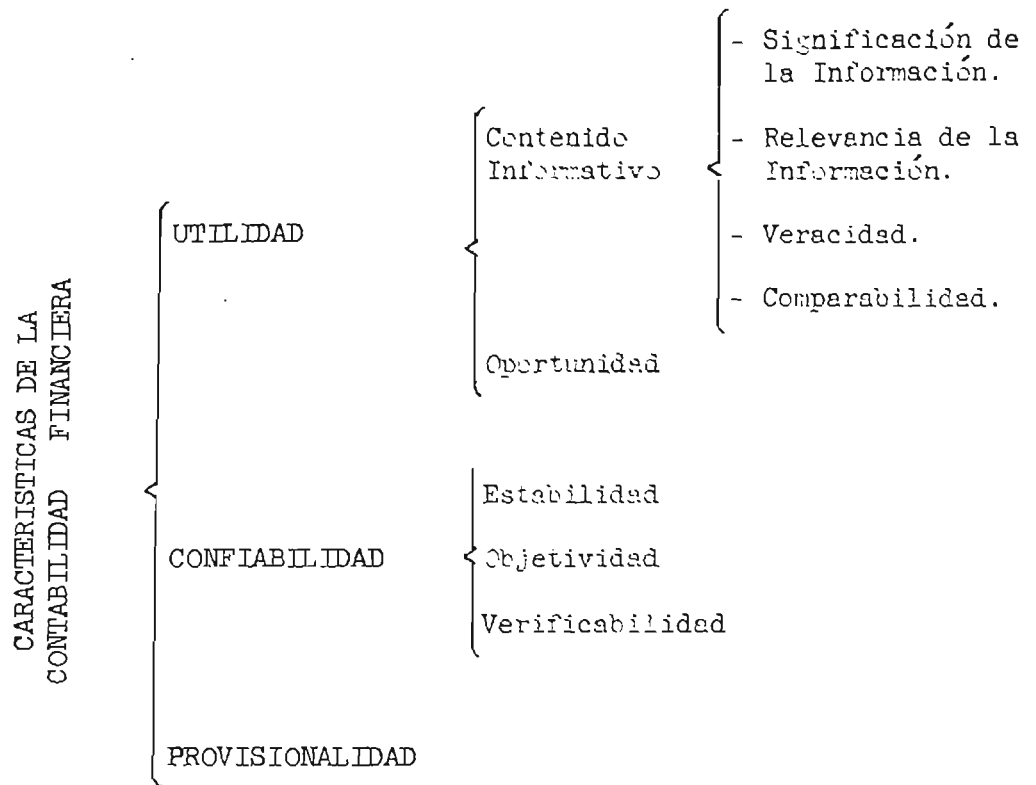 CARACTERISTICAS DE LA
CONTABILIDAD FINANCIERA
UTILIDAD
Contenido
Informativo
- Significación de
la Información.
- Relevancia de la
Información.
- Veracidad.
- Comparabilidad.
Oportunidad
CONFIABILIDAD
Estabilidad
Objetividad
Verificabilidad
PROVISIONALIDAD